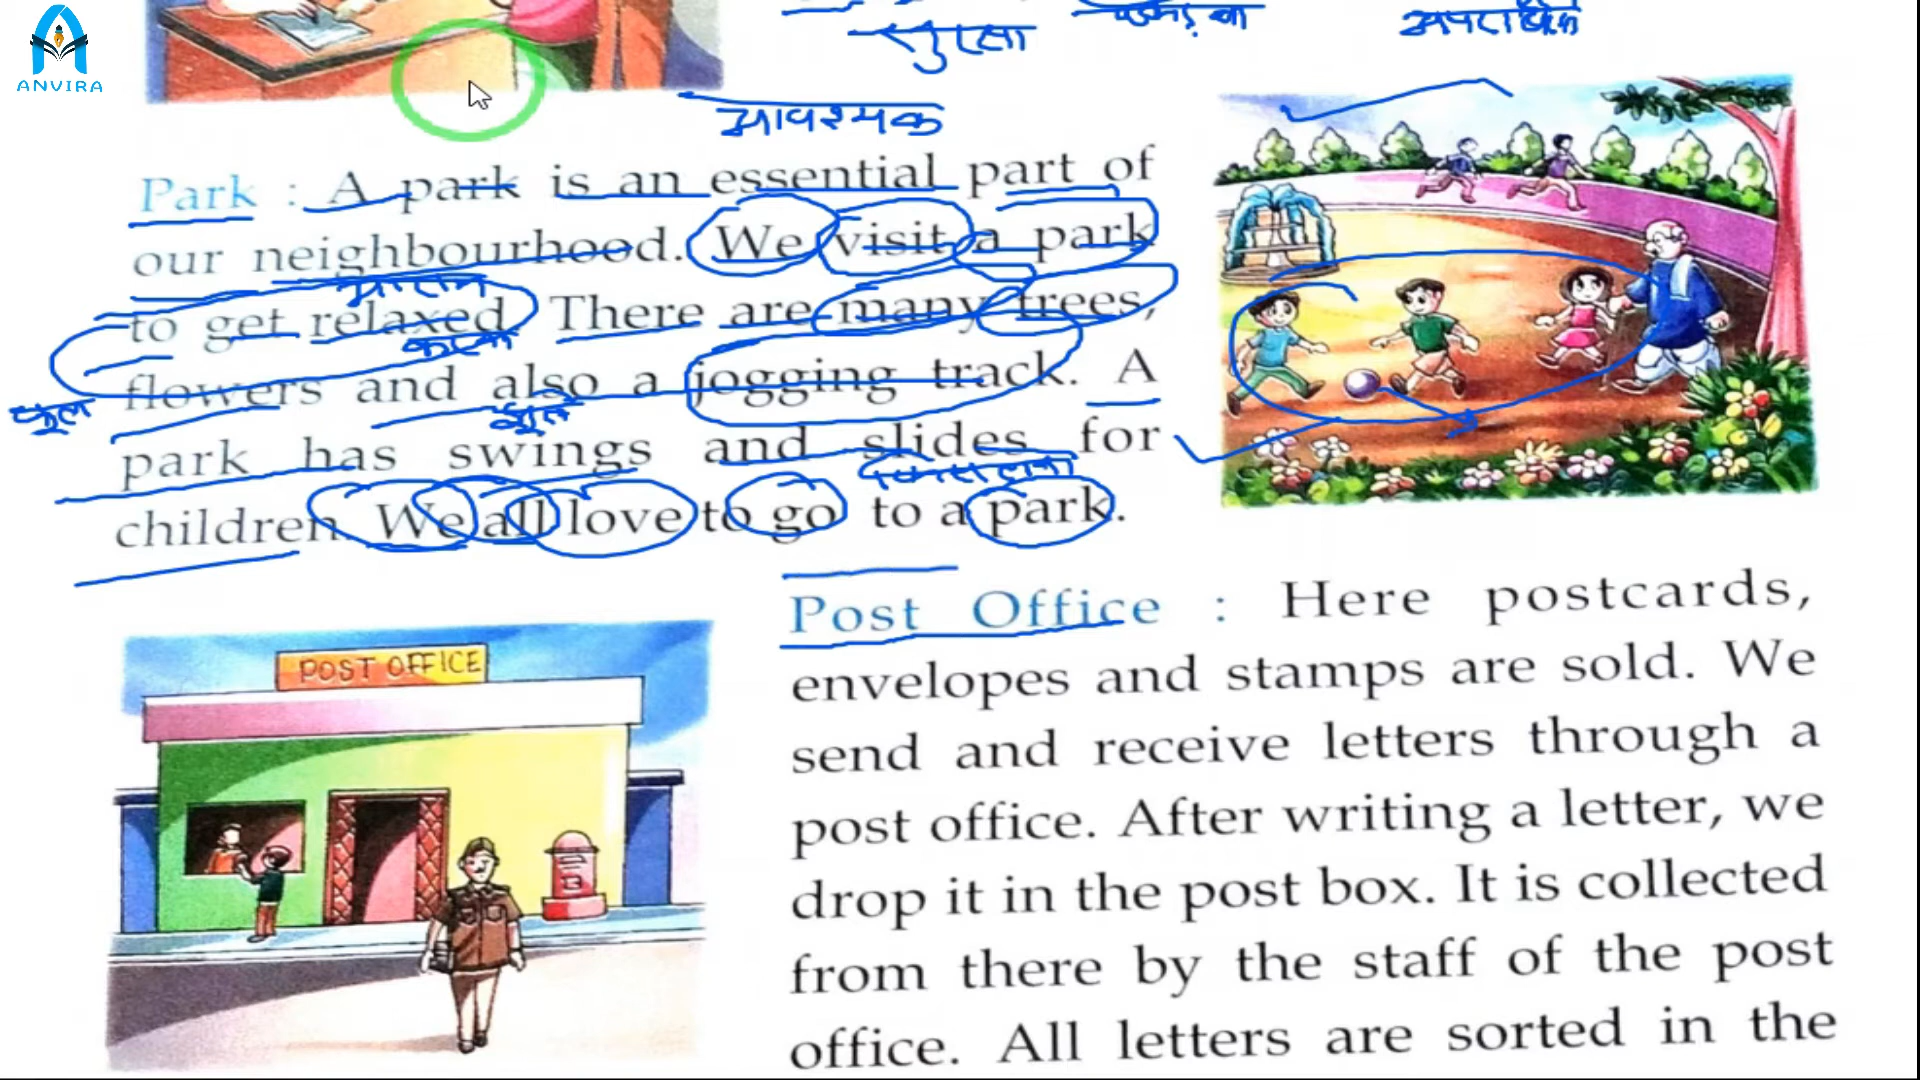 ANVIRA
सुरक्षा
पकड़ना
अपराधिक
आवश्यक
Park : A park is an essential part of
our neighbourhood. We visit a park
आराम
to get relaxed. There are many trees,
flowers and also a jogging track. A
फूल
झूले
park has swings and slides for
children. We all love to go to a park.
POST OFFICE
Post Office : Here postcards,
envelopes and stamps are sold. We
send and receive letters through a
post office. After writing a letter, we
drop it in the post box. It is collected
from there by the staff of the post
office. All letters are sorted in the